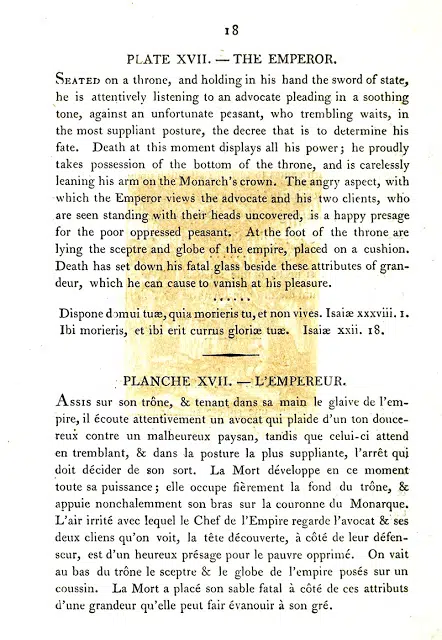 18
PLATE XVII. — THE EMPEROR.
SEATED on a throne, and holding in his hand the sword of state,
he is attentively listening to an advocate pleading in a soothing
tone, against an unfortunate peasant, who trembling waits, in
the most suppliant posture, the decree that is to determine his
fate. Death at this moment displays all his power; he proudly
takes possession of the bottom of the throne, and is carelessly
leaning his arm on the Monarch's crown. The angry aspect, with
which the Emperor views the advocate and his two clients, who
are seen standing with their heads uncovered, is a happy presage
for the poor oppressed peasant. At the foot of the throne are
lying the sceptre and globe of the empire, placed on a cushion.
Death has set down his fatal glass beside these attributes of gran-
deur, which he can cause to vanish at his pleasure.
......
Dispone domui tuæ, quia morieris tu, et non vives. Isaiæ xxxviii. 1.
Ibi morieris, et ibi erit currus gloriæ tuæ. Isaiæ xxii. 18.
PLANCHE XVII. — L'EMPEREUR.
ASSIS sur son trône, & tenant dans sa main le glaive de l'em-
pire, il écoute attentivement un avocat qui plaide d'un ton douce-
reux contre un malheureux paysan, tandis que celui-ci attend
en tremblant, & dans la posture la plus suppliante, l'arrêt qui
doit décider de son sort. La Mort développe en ce moment
toute sa puissance; elle occupe fièrement la fond du trône, &
appuie nonchalemment son bras sur la couronne du Monarque.
L'air irrité avec lequel le Chef de l'Empire regarde l'avocat & ses
deux cliens qu'on voit, la tête découverte, à côté de leur défen-
seur, est d'un heureux présage pour le pauvre opprimé. On vait
au bas du trône le sceptre & le globe de l'empire posés sur un
coussin. La Mort a placé son sable fatal à côté de ces attributs
d'une grandeur qu'elle peut fair évanouir à son gré.